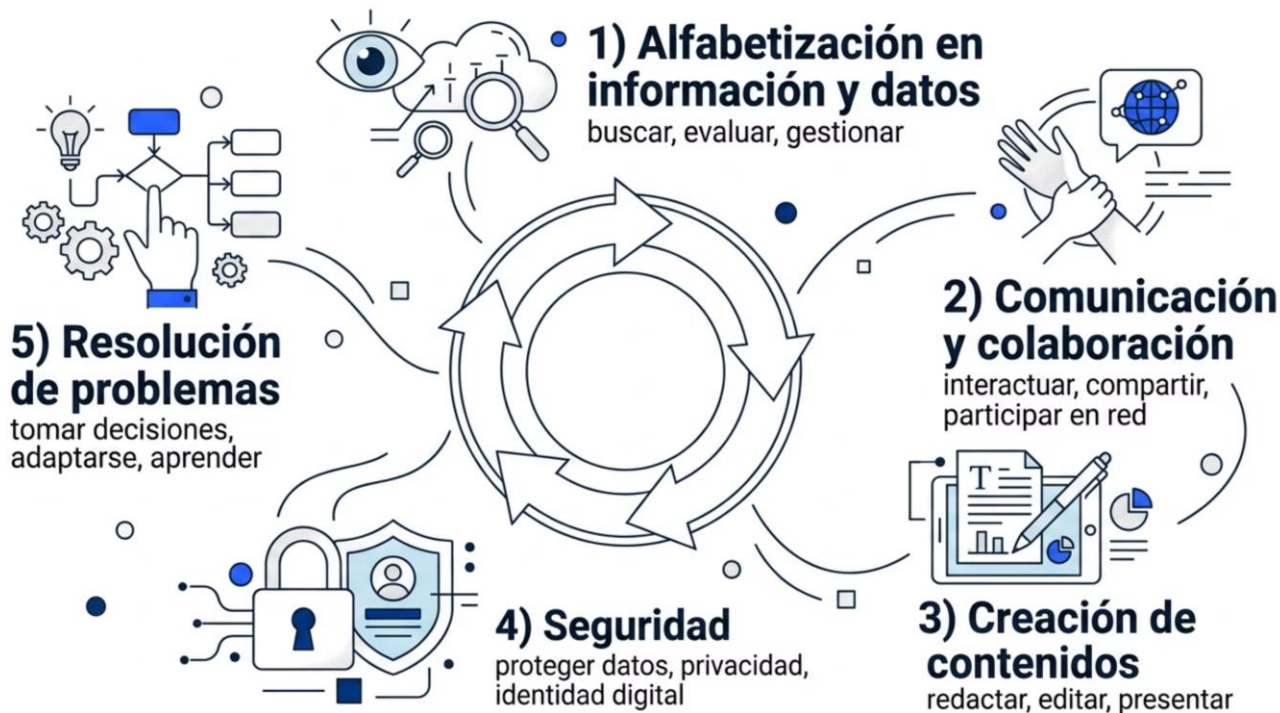 1) Alfabetización en
información y datos
buscar, evaluar, gestionar
2) Comunicación
y colaboración
interactuar, compartir,
participar en red
T
3) Creación de
contenidos
redactar, editar, presentar
4) Seguridad
proteger datos, privacidad,
identidad digital
5) Resolución
de problemas
tomar decisiones,
adaptarse, aprender